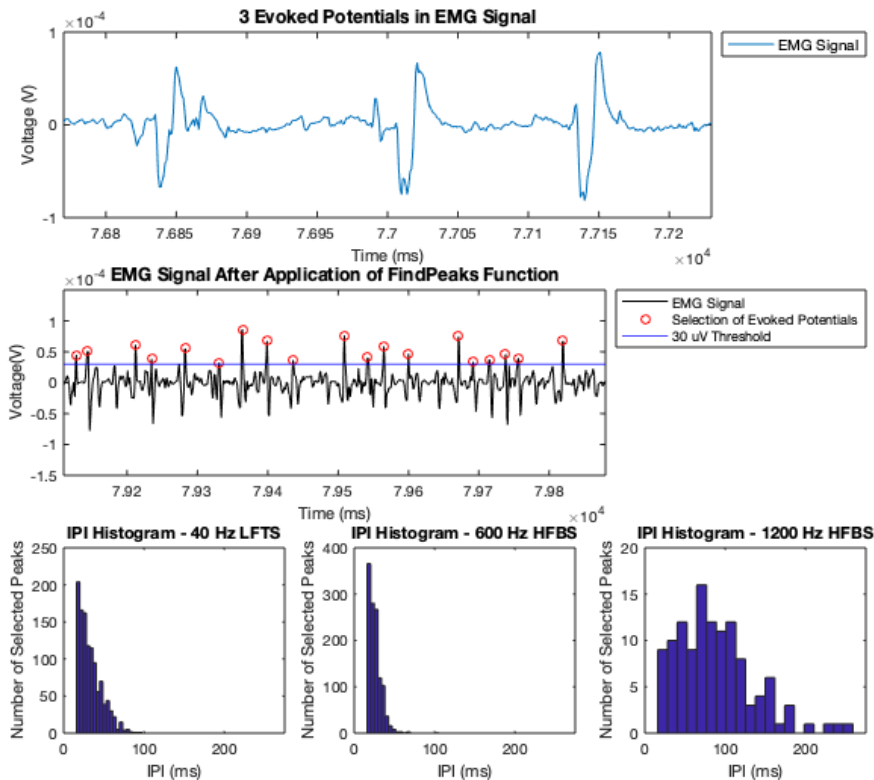 3 Evoked Potentials in EMG Signal
×10⁻⁴
1
0
-1
Voltage (V)
7.68 7.685 7.69 7.695 7.7 7.705 7.71 7.715 7.72
Time (ms)
×10⁴
EMG Signal
EMG Signal After Application of FindPeaks Function
×10⁻⁴
1
0.5
0
-0.5
-1
-1.5
Voltage(V)
7.92 7.93 7.94 7.95 7.96 7.97 7.98
Time (ms)
×10⁴
EMG Signal
Selection of Evoked Potentials
30 uV Threshold
IPI Histogram - 40 Hz LFTS
250
200
150
100
50
0
Number of Selected Peaks
0 100 200
IPI (ms)
IPI Histogram - 600 Hz HFBS
400
300
200
100
0
Number of Selected Peaks
0 100 200
IPI (ms)
IPI Histogram - 1200 Hz HFBS
20
15
10
5
0
Number of Selected Peaks
0 100 200
IPI (ms)